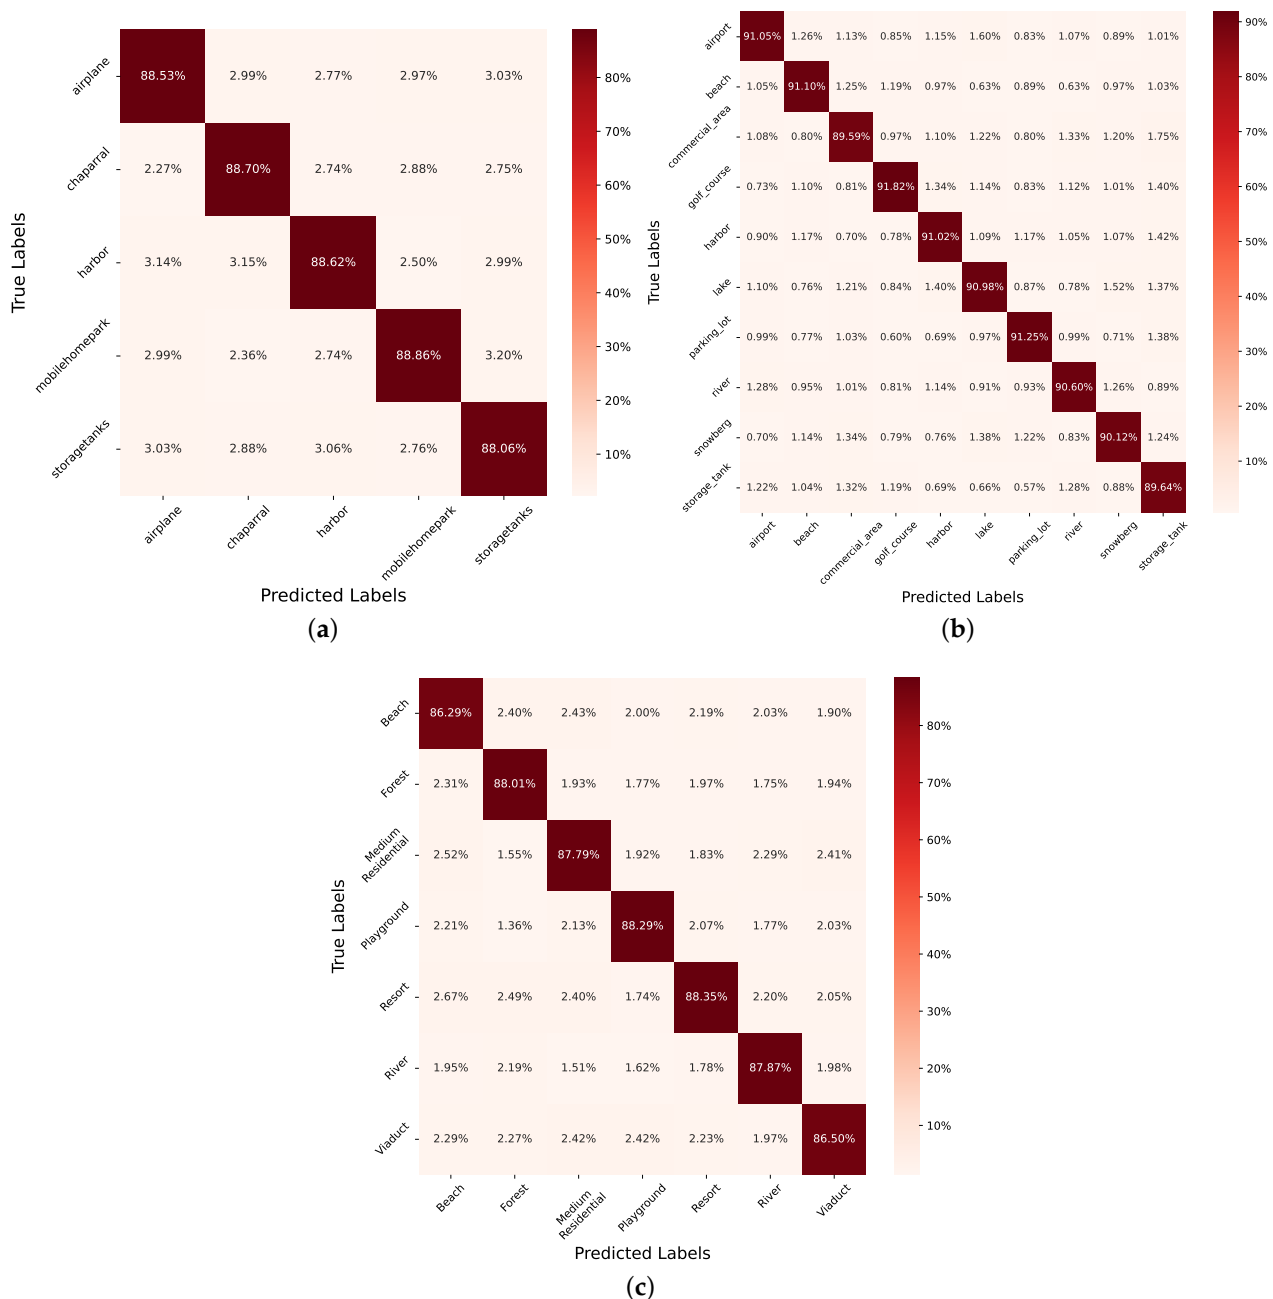 True Labels
airplane 88.53% 2.99% 2.77% 2.97% 3.03%
chaparral 2.27% 88.70% 2.74% 2.88% 2.75%
harbor 3.14% 3.15% 88.62% 2.50% 2.99%
mobilehomepark 2.99% 2.36% 2.74% 88.86% 3.20%
storagetanks 3.03% 2.88% 3.06% 2.76% 88.06%
airplane chaparral harbor mobilehomepark storagetanks
Predicted Labels
80%
70%
60%
50%
40%
30%
20%
10%
(a)
True Labels
airport 91.05% 1.26% 1.13% 0.85% 1.15% 1.60% 0.83% 1.07% 0.89% 1.01%
beach 1.05% 91.10% 1.25% 1.19% 0.97% 0.63% 0.89% 0.63% 0.97% 1.03%
commercial_area 1.08% 0.80% 89.59% 0.97% 1.10% 1.22% 0.80% 1.33% 1.20% 1.75%
golf_course 0.73% 1.10% 0.81% 91.82% 1.34% 1.14% 0.83% 1.12% 1.01% 1.40%
harbor 0.90% 1.17% 0.70% 0.78% 91.02% 1.09% 1.17% 1.05% 1.07% 1.42%
lake 1.10% 0.76% 1.21% 0.84% 1.40% 90.98% 0.87% 0.78% 1.52% 1.37%
parking_lot 0.99% 0.77% 1.03% 0.60% 0.69% 0.97% 91.25% 0.99% 0.71% 1.38%
river 1.28% 0.95% 1.01% 0.81% 1.14% 0.91% 0.93% 90.60% 1.26% 0.89%
snowberg 0.70% 1.14% 1.34% 0.79% 0.76% 1.38% 1.22% 0.83% 90.12% 1.24%
storage_tank 1.22% 1.04% 1.32% 1.19% 0.69% 0.66% 0.57% 1.28% 0.88% 89.64%
airport beach commercial_area golf_course harbor lake parking_lot river snowberg storage_tank
Predicted Labels
90%
80%
70%
60%
50%
40%
30%
20%
10%
(b)
True Labels
Beach 86.29% 2.40% 2.43% 2.00% 2.19% 2.03% 1.90%
Forest 2.31% 88.01% 1.93% 1.77% 1.97% 1.75% 1.94%
Medium
Residential 2.52% 1.55% 87.79% 1.92% 1.83% 2.29% 2.41%
Playground 2.21% 1.36% 2.13% 88.29% 2.07% 1.77% 2.03%
Resort 2.67% 2.49% 2.40% 1.74% 88.35% 2.20% 2.05%
River 1.95% 2.19% 1.51% 1.62% 1.78% 87.87% 1.98%
Viaduct 2.29% 2.27% 2.42% 2.42% 2.23% 1.97% 86.50%
Beach Forest Medium
Residential Playground Resort River Viaduct
Predicted Labels
80%
70%
60%
50%
40%
30%
20%
10%
(c)